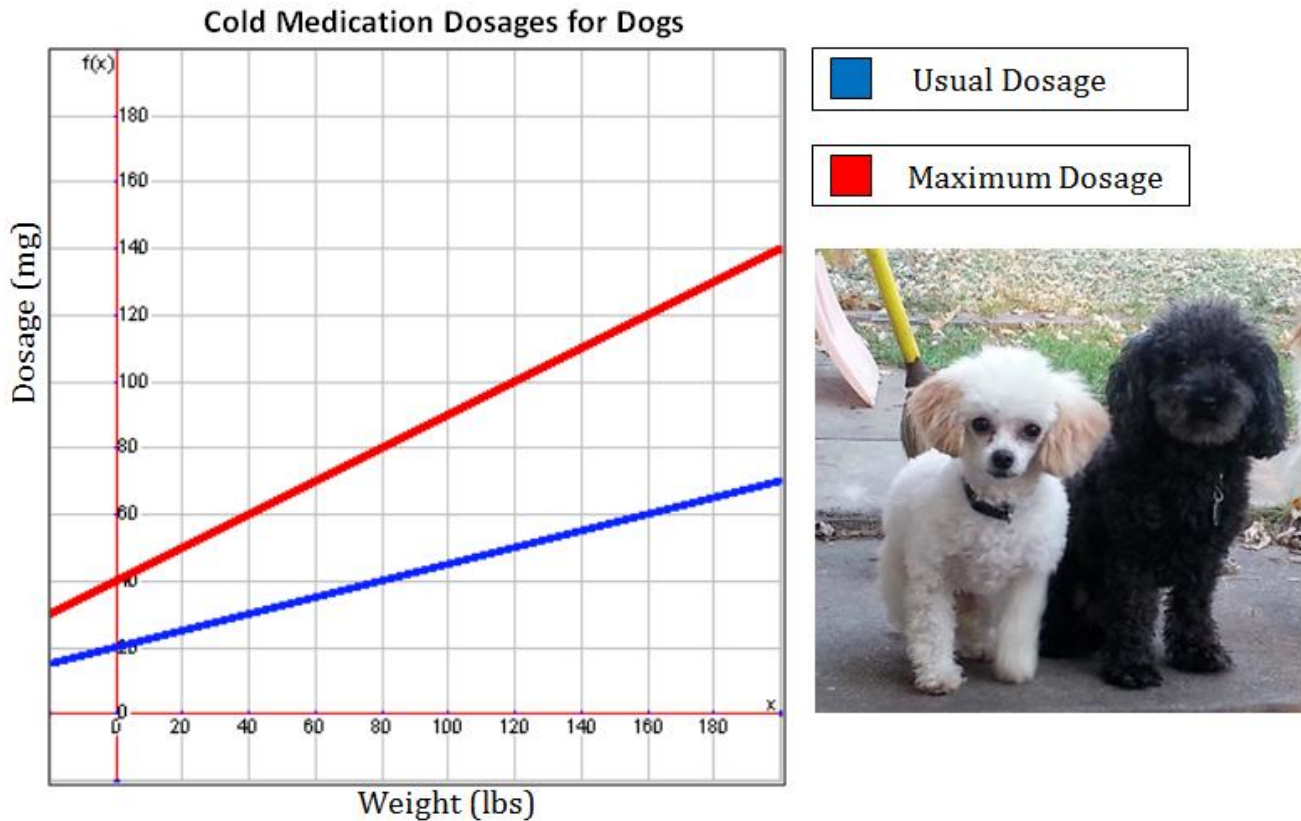 Cold Medication Dosages for Dogs
f(x)
180
160
140
120
100
80
60
40
20
0
0 20 40 60 80 100 120 140 160 180
x
Dosage (mg)
Weight (lbs)
Usual Dosage
Maximum Dosage